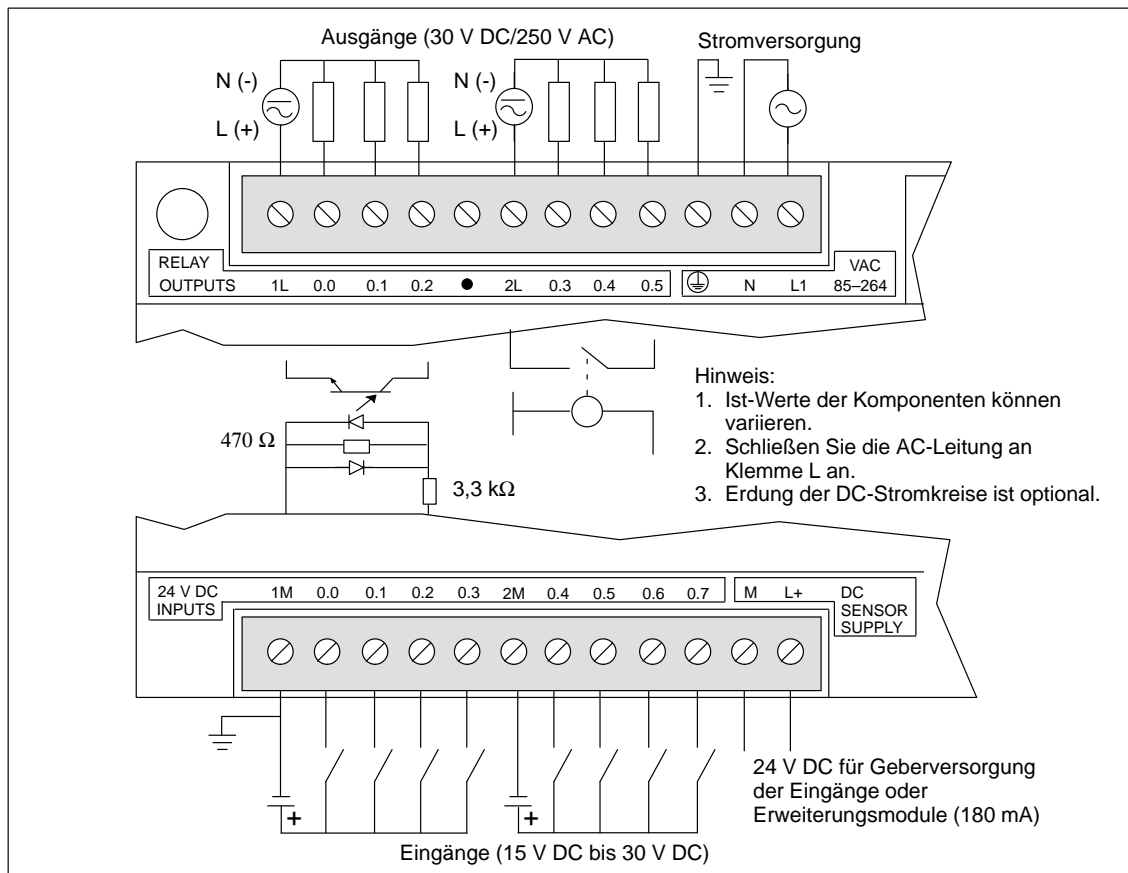 Ausgänge (30 V DC/250 V AC)
Stromversorgung
N (-)
L (+)
N (-)
L (+)
RELAY
OUTPUTS
1L 0.0 0.1 0.2 ● 2L 0.3 0.4 0.5
N L1
VAC
85–264
470 Ω
3,3 kΩ
Hinweis:
1. Ist-Werte der Komponenten können
variieren.
2. Schließen Sie die AC-Leitung an
Klemme L an.
3. Erdung der DC-Stromkreise ist optional.
24 V DC
INPUTS
1M 0.0 0.1 0.2 0.3 2M 0.4 0.5 0.6 0.7
M L+
DC
SENSOR
SUPPLY
+
+
24 V DC für Geberversorgung
der Eingänge oder
Erweiterungsmodule (180 mA)
Eingänge (15 V DC bis 30 V DC)